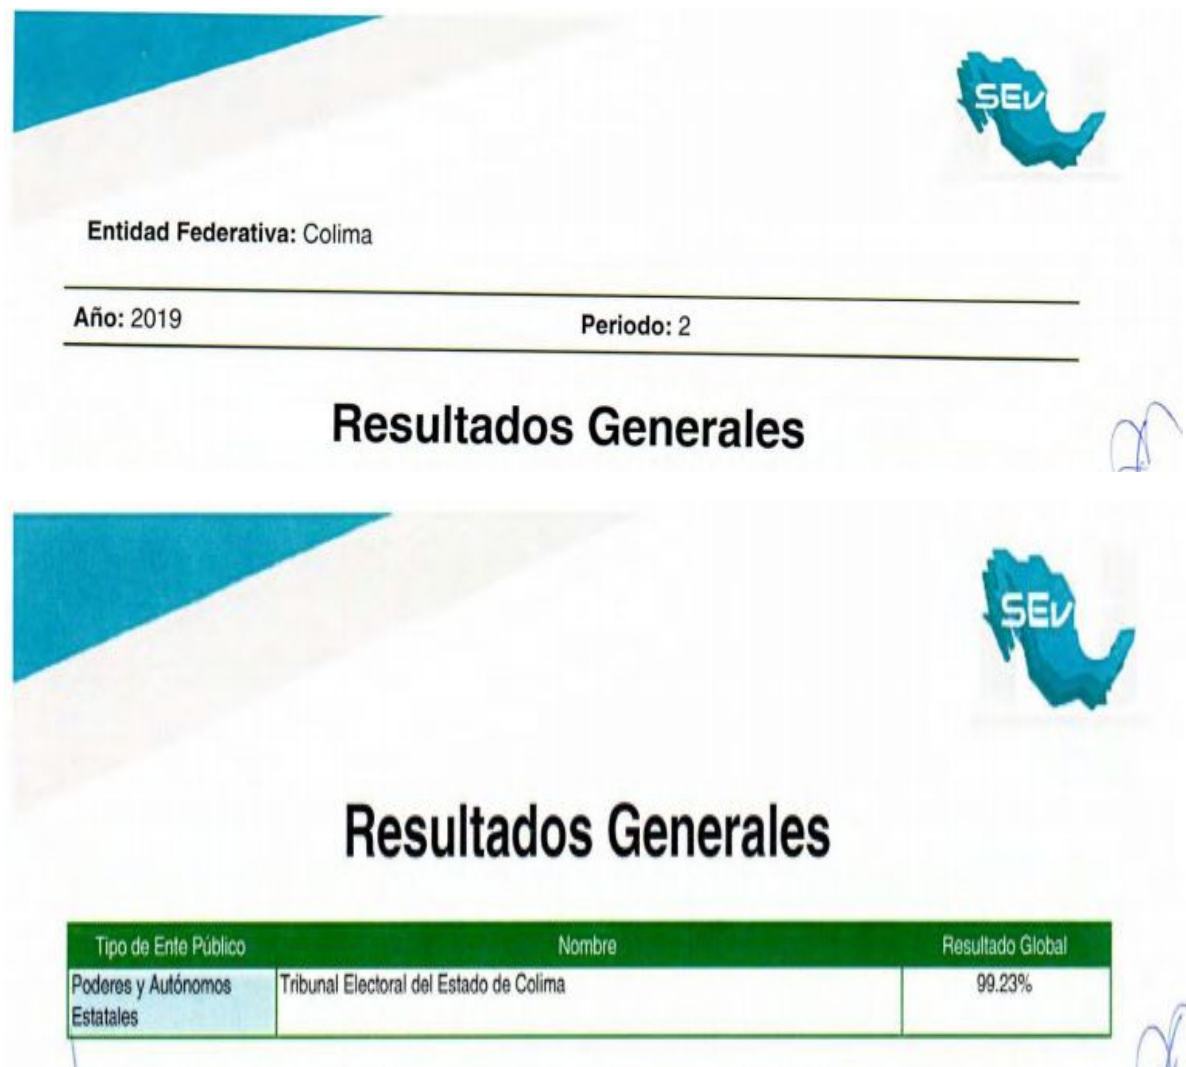 SEv
Entidad Federativa: Colima
Año: 2019 Periodo: 2
Resultados Generales
SEv
Resultados Generales
Tipo de Ente Público Nombre Resultado Global
Poderes y Autónomos Tribunal Electoral del Estado de Colima 99.23%
Estatales